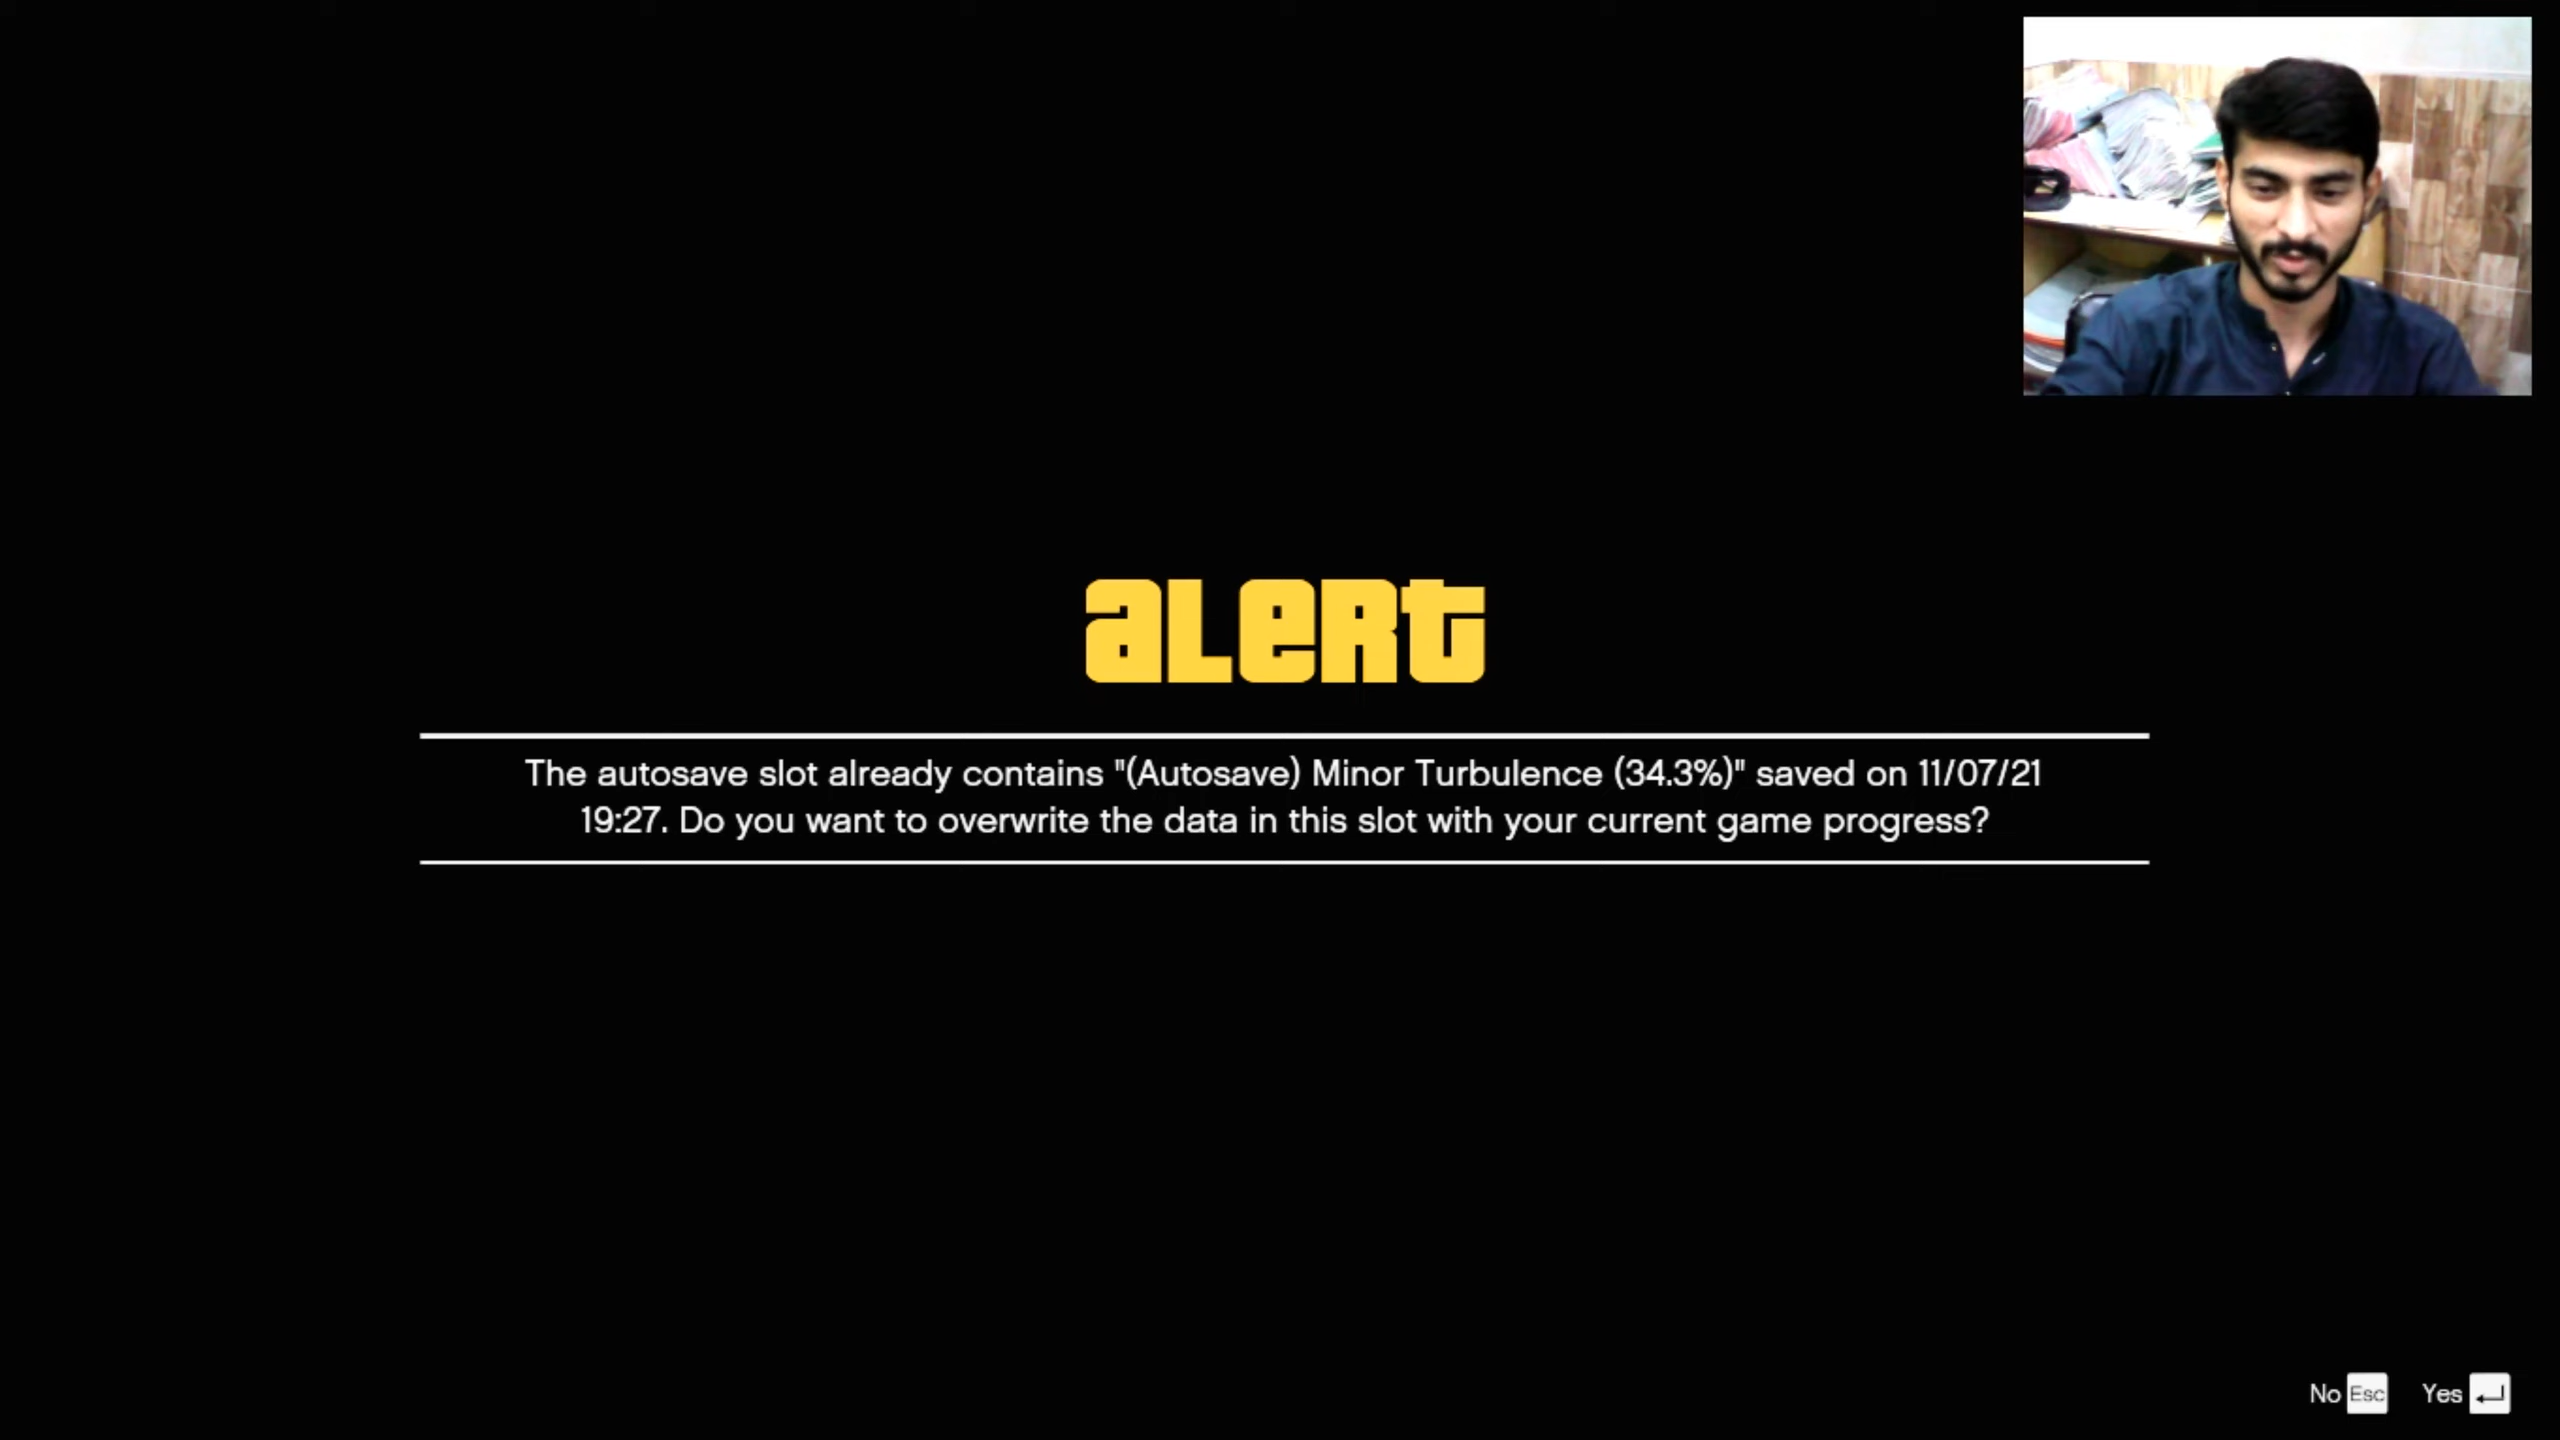 aLeRt
The autosave slot already contains "(Autosave) Minor Turbulence (34.3%)" saved on 11/07/21
19:27. Do you want to overwrite the data in this slot with your current game progress?
No Esc Yes